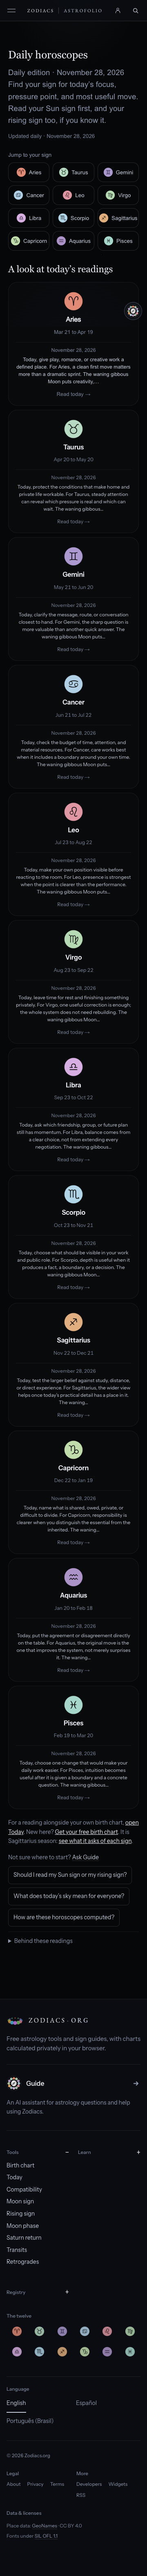 ZODIACS | ASTROFOLIO
Daily horoscopes
Daily edition · November 28, 2026
Find your sign for today's focus,
pressure point, and most useful move.
Read your Sun sign first, and your
rising sign too, if you know it.
Updated daily · November 28, 2026
Jump to your sign
Aries Taurus Gemini
Cancer Leo Virgo
Libra Scorpio Sagittarius
Capricorn Aquarius Pisces
A look at today's readings
Aries
Mar 21 to Apr 19
November 28, 2026
Today, give play, romance, or creative work a
defined place. For Aries, a clean first move means
more than a dramatic sprint. The waning gibbous
Moon puts creativity,...
Read today →
Taurus
Apr 20 to May 20
November 28, 2026
Today, protect the conditions that make home and
private life workable. For Taurus, steady attention
can reveal which pressure is real and which can
wait. The waning gibbous...
Read today →
Gemini
May 21 to Jun 20
November 28, 2026
Today, clarify the message, route, or conversation
closest to hand. For Gemini, the sharp question is
more valuable than another quick answer. The
waning gibbous Moon puts...
Read today →
Cancer
Jun 21 to Jul 22
November 28, 2026
Today, check the budget of time, attention, and
material resources. For Cancer, care works best
when it includes a boundary around your own time.
The waning gibbous Moon puts...
Read today →
Leo
Jul 23 to Aug 22
November 28, 2026
Today, make your own position visible before
reacting to the room. For Leo, presence is strongest
when the point is clearer than the performance.
The waning gibbous Moon puts...
Read today →
Virgo
Aug 23 to Sep 22
November 28, 2026
Today, leave time for rest and finishing something
privately. For Virgo, one useful correction is enough;
the whole system does not need rebuilding. The
waning gibbous Moon...
Read today →
Libra
Sep 23 to Oct 22
November 28, 2026
Today, ask which friendship, group, or future plan
still has momentum. For Libra, balance comes from
a clear choice, not from extending every
negotiation. The waning gibbous...
Read today →
Scorpio
Oct 23 to Nov 21
November 28, 2026
Today, choose what should be visible in your work
and public role. For Scorpio, depth is useful when it
produces a fact, a boundary, or a decision. The
waning gibbous Moon...
Read today →
Sagittarius
Nov 22 to Dec 21
November 28, 2026
Today, test the larger belief against study, distance,
or direct experience. For Sagittarius, the wider view
helps once today's practical fact has a place in it.
The waning...
Read today →
Capricorn
Dec 22 to Jan 19
November 28, 2026
Today, name what is shared, owed, private, or
difficult to divide. For Capricorn, responsibility is
clearer when you distinguish the essential from the
inherited. The waning...
Read today →
Aquarius
Jan 20 to Feb 18
November 28, 2026
Today, put the agreement or disagreement directly
on the table. For Aquarius, the original move is the
one that improves the system, not merely surprises
it. The waning...
Read today →
Pisces
Feb 19 to Mar 20
November 28, 2026
Today, choose one change that would make your
daily work easier. For Pisces, intuition becomes
useful when it is given a boundary and a concrete
question. The waning gibbous...
Read today →
For a reading alongside your own birth chart, open
Today. New here? Get your free birth chart. It is
Sagittarius season: see what it asks of each sign.
Not sure where to start? Ask Guide
Should I read my Sun sign or my rising sign?
What does today's sky mean for everyone?
How are these horoscopes computed?
▶ Behind these readings
ZODIACS·ORG
Free astrology tools and sign guides, with charts
calculated privately in your browser.
Guide →
An AI assistant for astrology questions and help
using Zodiacs.
Tools − Learn +
Birth chart
Today
Compatibility
Moon sign
Rising sign
Moon phase
Saturn return
Transits
Retrogrades
Registry +
The twelve
Language
English Español
Português (Brasil)
© 2026 Zodiacs.org
Legal More
About Privacy Terms Developers Widgets
RSS
Data & licenses
Place data: GeoNames · CC BY 4.0
Fonts under SIL OFL 1.1